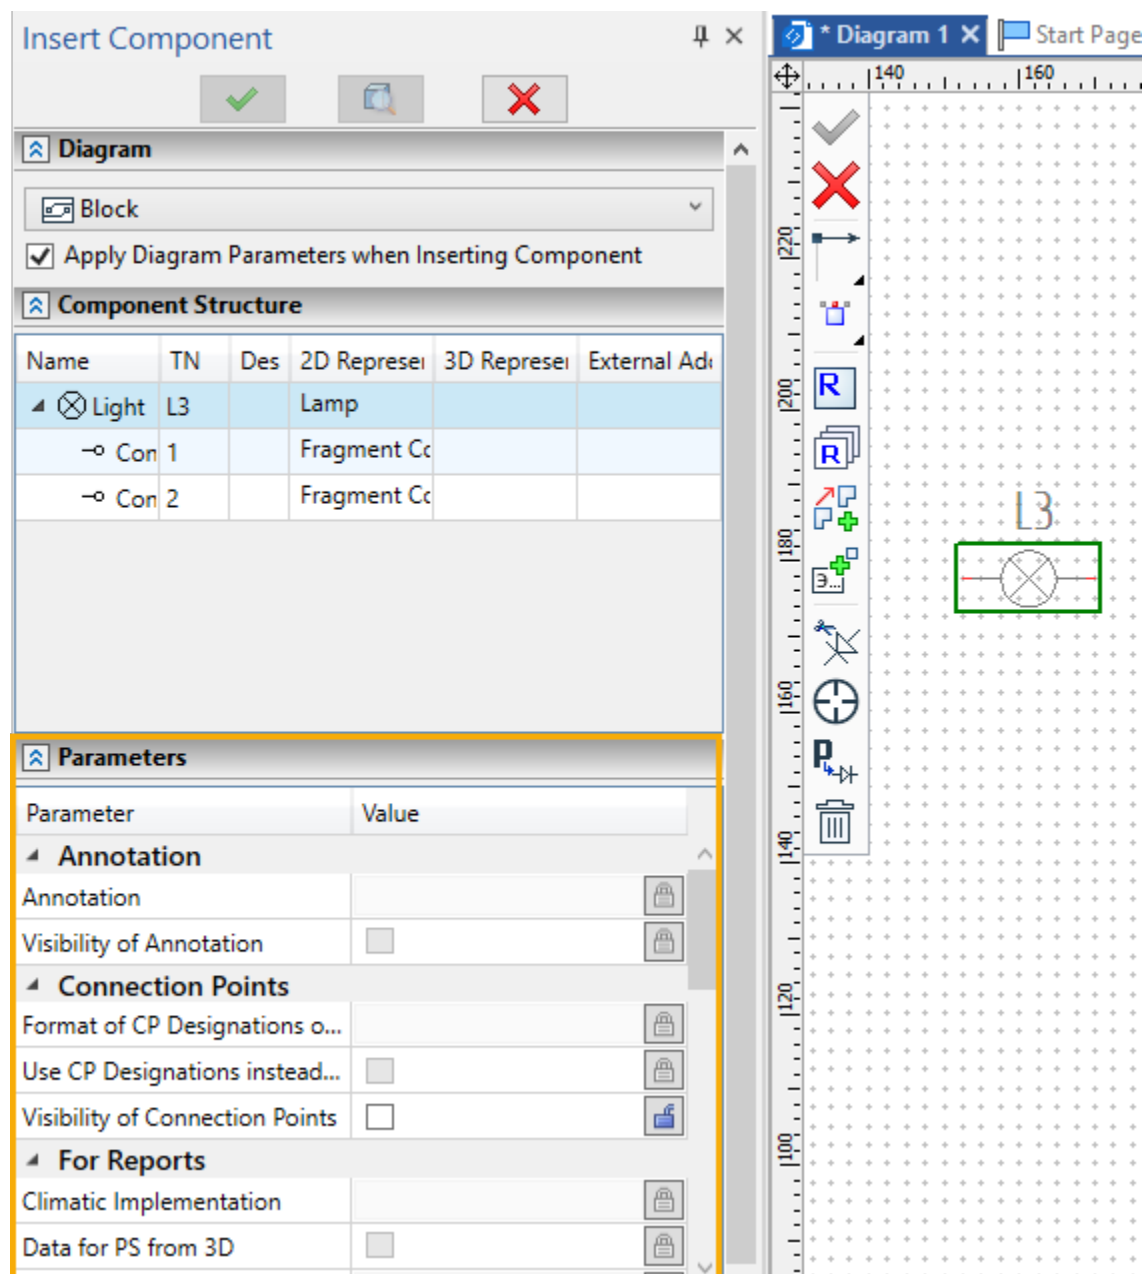 Insert Component
* Diagram 1
Start Page
140
160
Diagram
Block
Apply Diagram Parameters when Inserting Component
Component Structure
Name TN Des 2D Represe 3D Represe External Ad
Light L3 Lamp
Con 1 Fragment Co
Con 2 Fragment Co
Parameters
Parameter Value
Annotation
Annotation
Visibility of Annotation
Connection Points
Format of CP Designations o...
Use CP Designations instead...
Visibility of Connection Points
For Reports
Climatic Implementation
Data for PS from 3D
220
200
180
160
140
120
100
R
R
Э...
P
L3